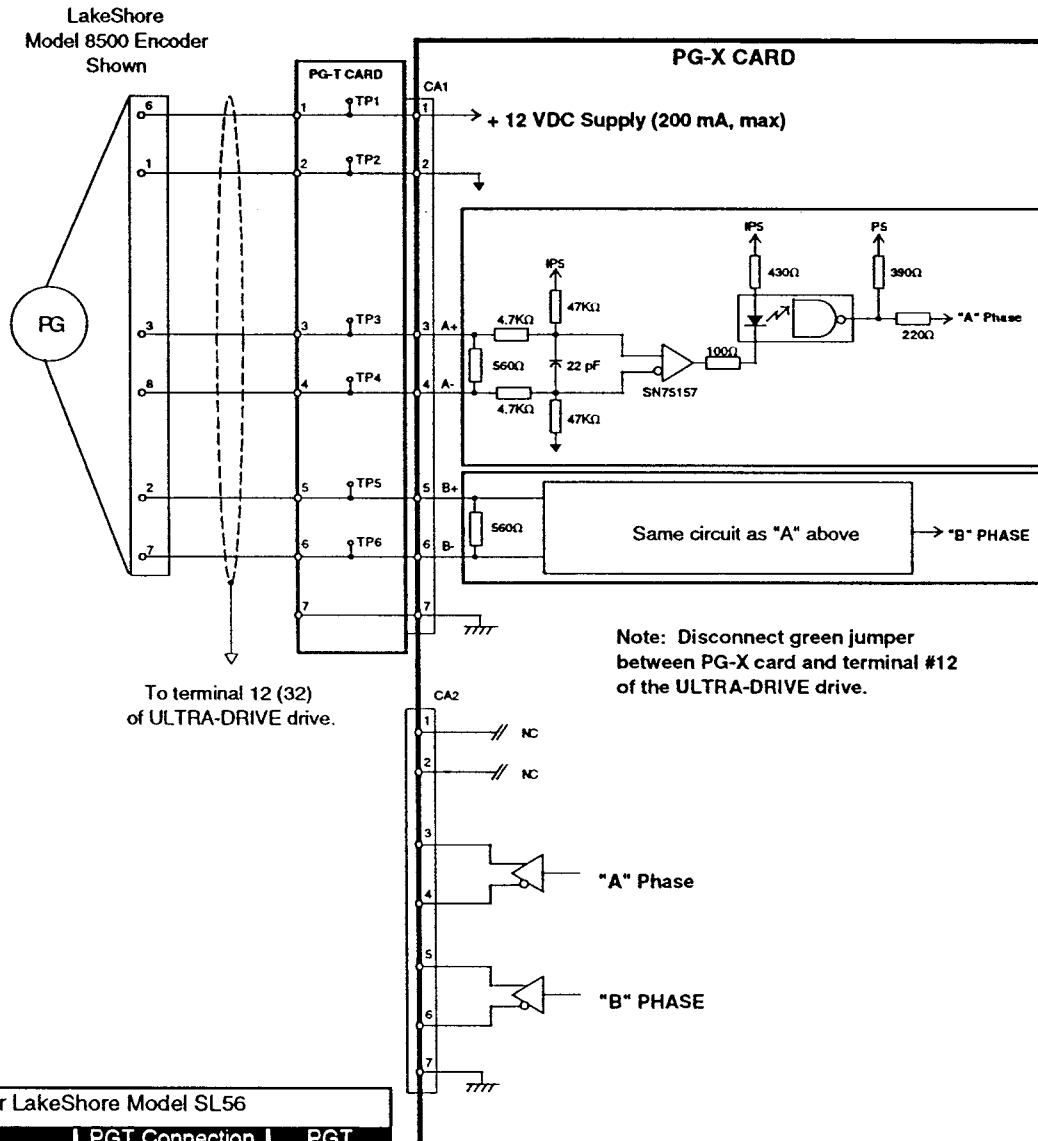 LakeShore
Model 8500 Encoder
Shown
PG-X CARD
PG-T CARD
CA1
6
1
TP1
1
+ 12 VDC Supply (200 mA, max)
1
2
TP2
2
IPS
PS
430Ω
390Ω
IPS
47KΩ
4.7KΩ
"A" Phase
220Ω
PG
3
3
TP3
3
A+
560Ω
22 pF
100Ω
SN75157
8
4
TP4
4
A-
4.7KΩ
47KΩ
2
5
TP5
5
B+
560Ω
Same circuit as "A" above
"B" PHASE
7
6
TP6
6
B-
7
7
Note: Disconnect green jumper
between PG-X card and terminal #12
of the ULTRA-DRIVE drive.
To terminal 12 (32)
of ULTRA-DRIVE drive.
CA2
1
NC
2
NC
3
"A" Phase
4
5
"B" PHASE
6
7
r LakeShore Model SL56
PGT Connection
PGT